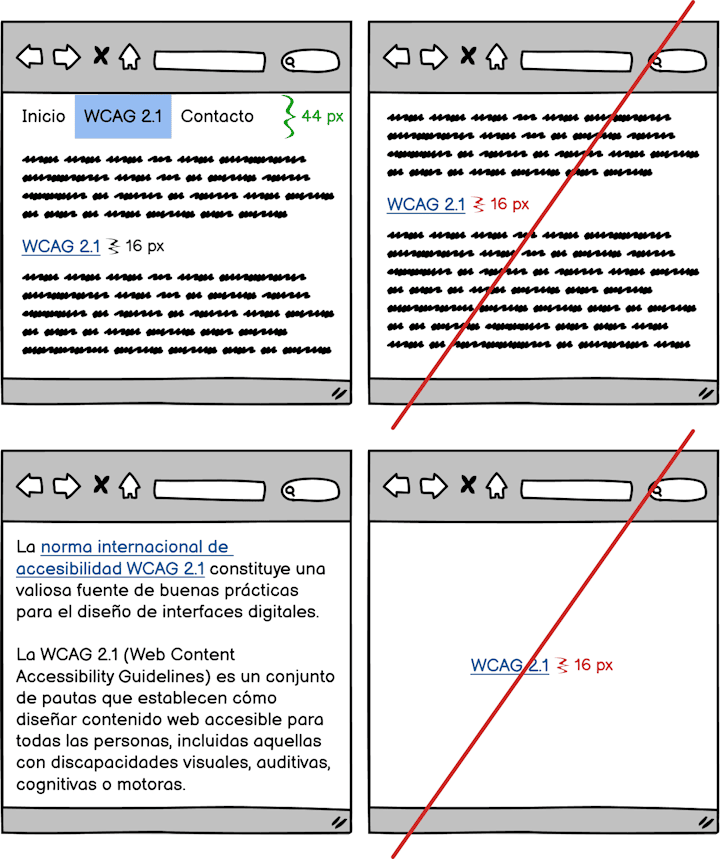 Inicio WCAG 2.1 Contacto 44 px
WCAG 2.1 16 px
WCAG 2.1 16 px
La norma internacional de
accesibilidad WCAG 2.1 constituye una
valiosa fuente de buenas prácticas
para el diseño de interfaces digitales.
La WCAG 2.1 (Web Content
Accessibility Guidelines) es un conjunto
de pautas que establecen cómo
diseñar contenido web accesible para
todas las personas, incluidas aquellas
con discapacidades visuales, auditivas,
cognitivas o motoras.
WCAG 2.1 16 px